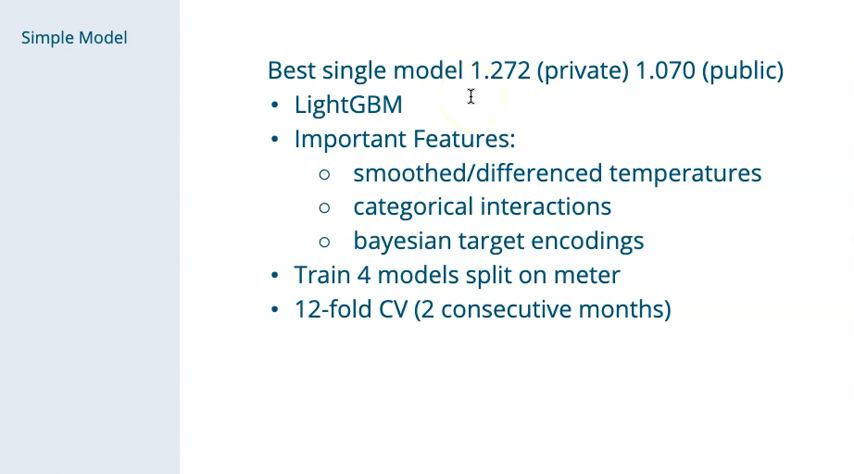 Simple Model
Best single model 1.272 (private) 1.070 (public)
• LightGBM
• Important Features:
○ smoothed/differenced temperatures
○ categorical interactions
○ bayesian target encodings
• Train 4 models split on meter
• 12-fold CV (2 consecutive months)